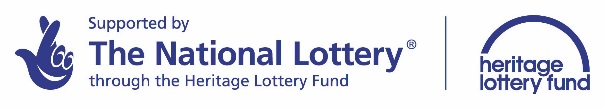 Supported by
The National Lottery®
through the Heritage Lottery Fund
heritage
lottery fund